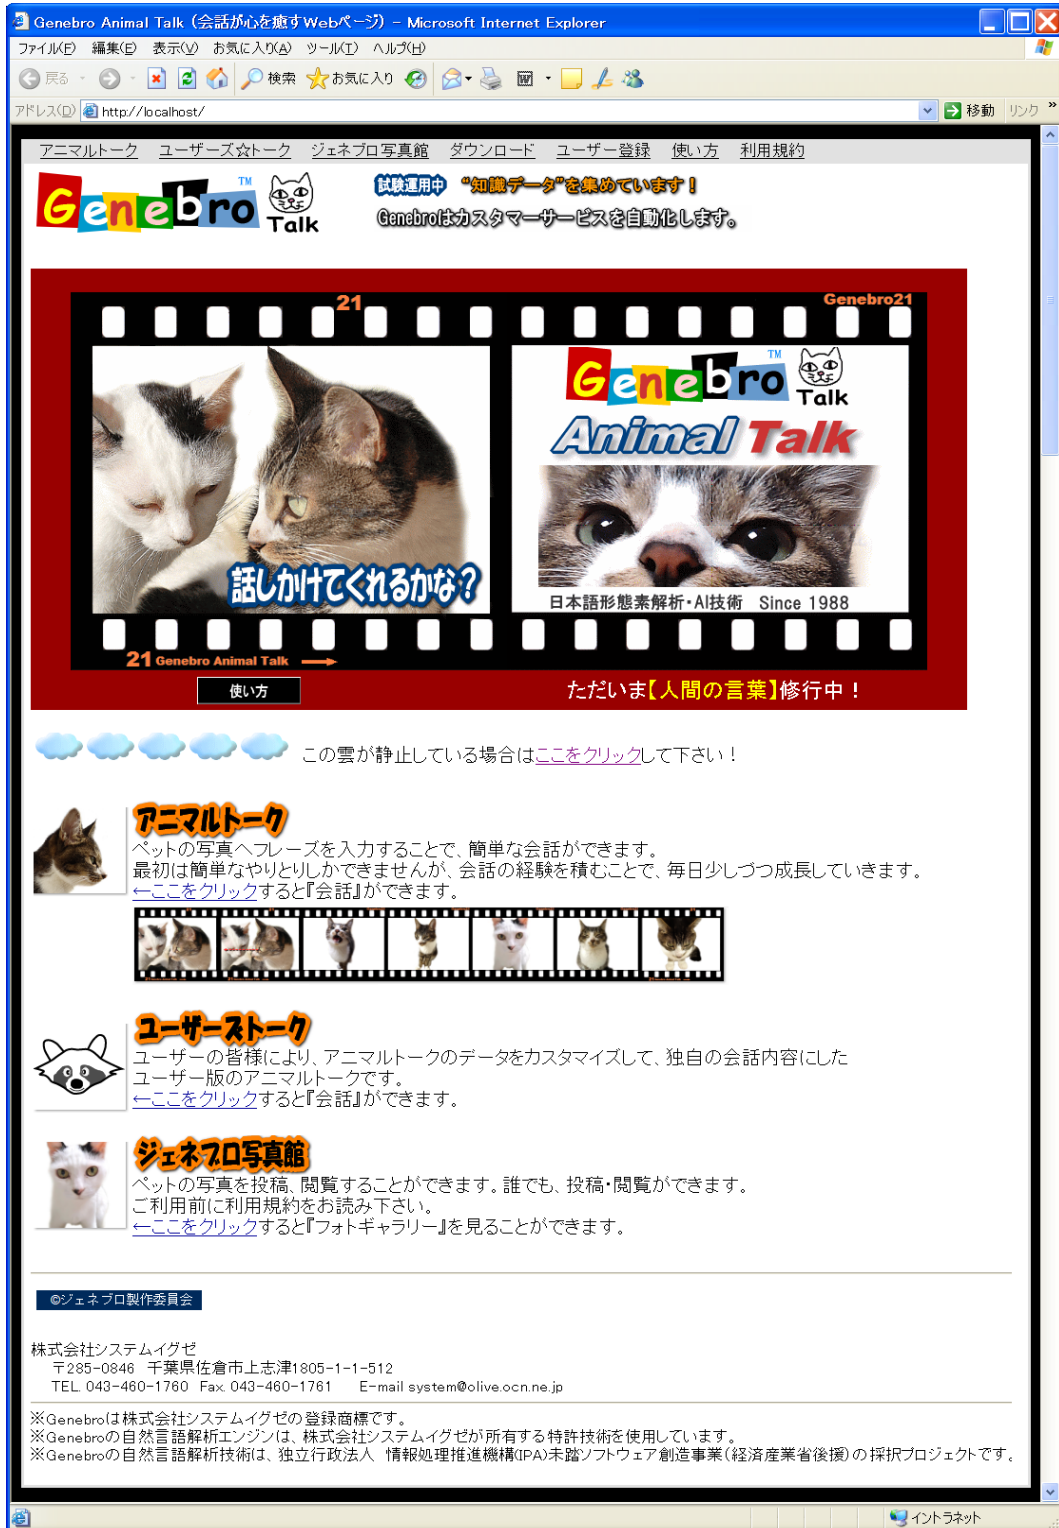 Genebro Animal Talk (会話が心を癒すWebページ) - Microsoft Internet Explorer
ファイル(F) 編集(E) 表示(V) お気に入り(A) ツール(T) ヘルプ(H)
戻る 検索 お気に入り
アドレス(D) http://localhost/ 移動 リンク »
アニマルトーク ユーザーズ☆トーク ジェネブロ写真館 ダウンロード ユーザー登録 使い方 利用規約
Genebro TM Talk
試験運用中 “知識データ”を集めています!
Genebroはカスタマーサービスを自動化します。
21 Genebro21
Genebro TM Talk
Animal Talk
話しかけてくれるかな?
日本語形態素解析・AI技術 Since 1988
21 Genebro Animal Talk
使い方 ただいま【人間の言葉】修行中!
この雲が静止している場合はここをクリックして下さい!
アニマルトーク
ペットの写真へフレーズを入力することで、簡単な会話ができます。
最初は簡単なやりとりしかできませんが、会話の経験を積むことで、毎日少しづつ成長していきます。
←ここをクリックすると『会話』ができます。
ユーザーズトーク
ユーザーの皆様により、アニマルトークのデータをカスタマイズして、独自の会話内容にした
ユーザー版のアニマルトークです。
←ここをクリックすると『会話』ができます。
ジェネブロ写真館
ペットの写真を投稿、閲覧することができます。誰でも、投稿・閲覧ができます。
ご利用前に利用規約をお読み下さい。
←ここをクリックすると『フォトギャラリー』を見ることができます。
©ジェネブロ製作委員会
株式会社システムイグゼ
〒285-0846 千葉県佐倉市上志津1805-1-1-512
TEL. 043-460-1760 Fax. 043-460-1761 E-mail system@olive.ocn.ne.jp
※Genebroは株式会社システムイグゼの登録商標です。
※Genebroの自然言語解析エンジンは、株式会社システムイグゼが所有する特許技術を使用しています。
※Genebroの自然言語解析技術は、独立行政法人 情報処理推進機構(IPA)未踏ソフトウェア創造事業(経済産業省後援)の採択プロジェクトです。
イントラネット